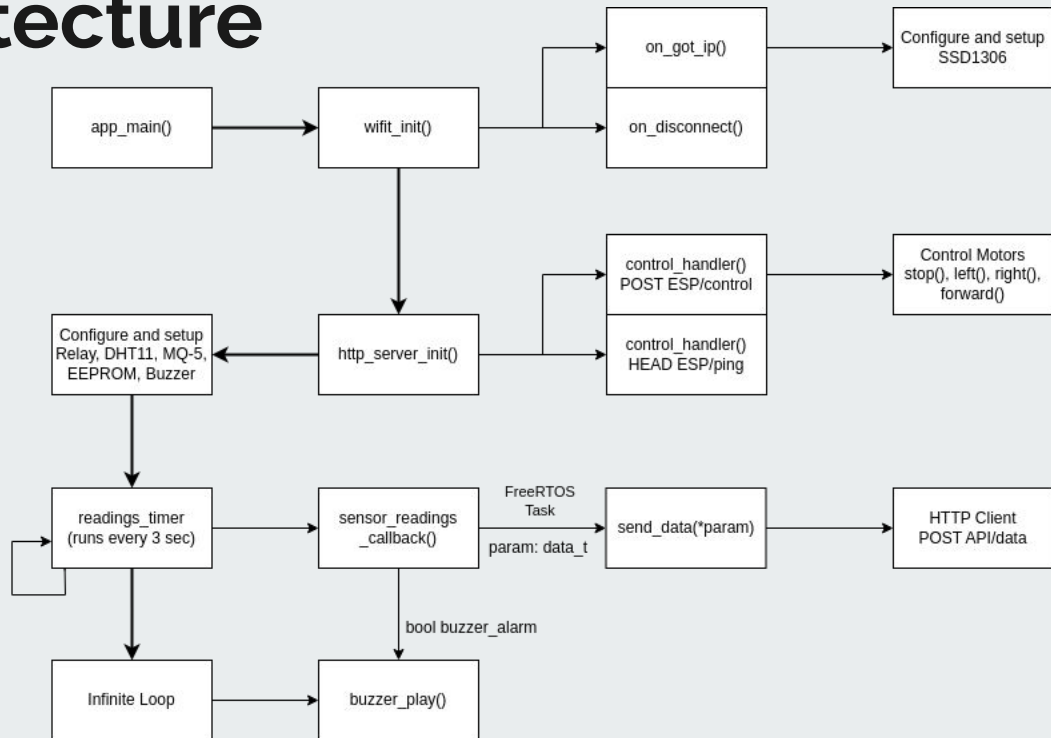 tecture
on_got_ip()
Configure and setup
SSD1306
app_main()
wifit_init()
on_disconnect()
control_handler()
POST ESP/control
Control Motors
stop(), left(), right(),
forward()
Configure and setup
Relay, DHT11, MQ-5,
EEPROM, Buzzer
http_server_init()
control_handler()
HEAD ESP/ping
readings_timer
(runs every 3 sec)
sensor_readings
_callback()
FreeRTOS
Task
param: data_t
send_data(*param)
HTTP Client
POST API/data
bool buzzer_alarm
Infinite Loop
buzzer_play()